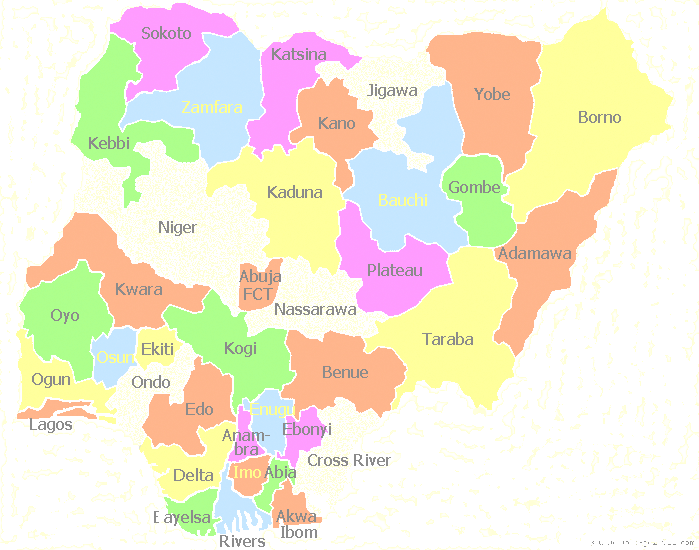 Sokoto
Katsina
Jigawa
Yobe
Borno
Zamfara
Kano
Kebbi
Kaduna
Bauchi
Gombe
Niger
Adamawa
Plateau
Abuja
FCT
Kwara
Nassarawa
Oyo
Taraba
Kogi
Ekiti
Osun
Benue
Ogun
Ondo
Edo
Enugu
Lagos
Anam-
bra
Ebonyi
Cross River
Delta
Imo
Abia
Bayelsa
Akwa
Ibom
Rivers